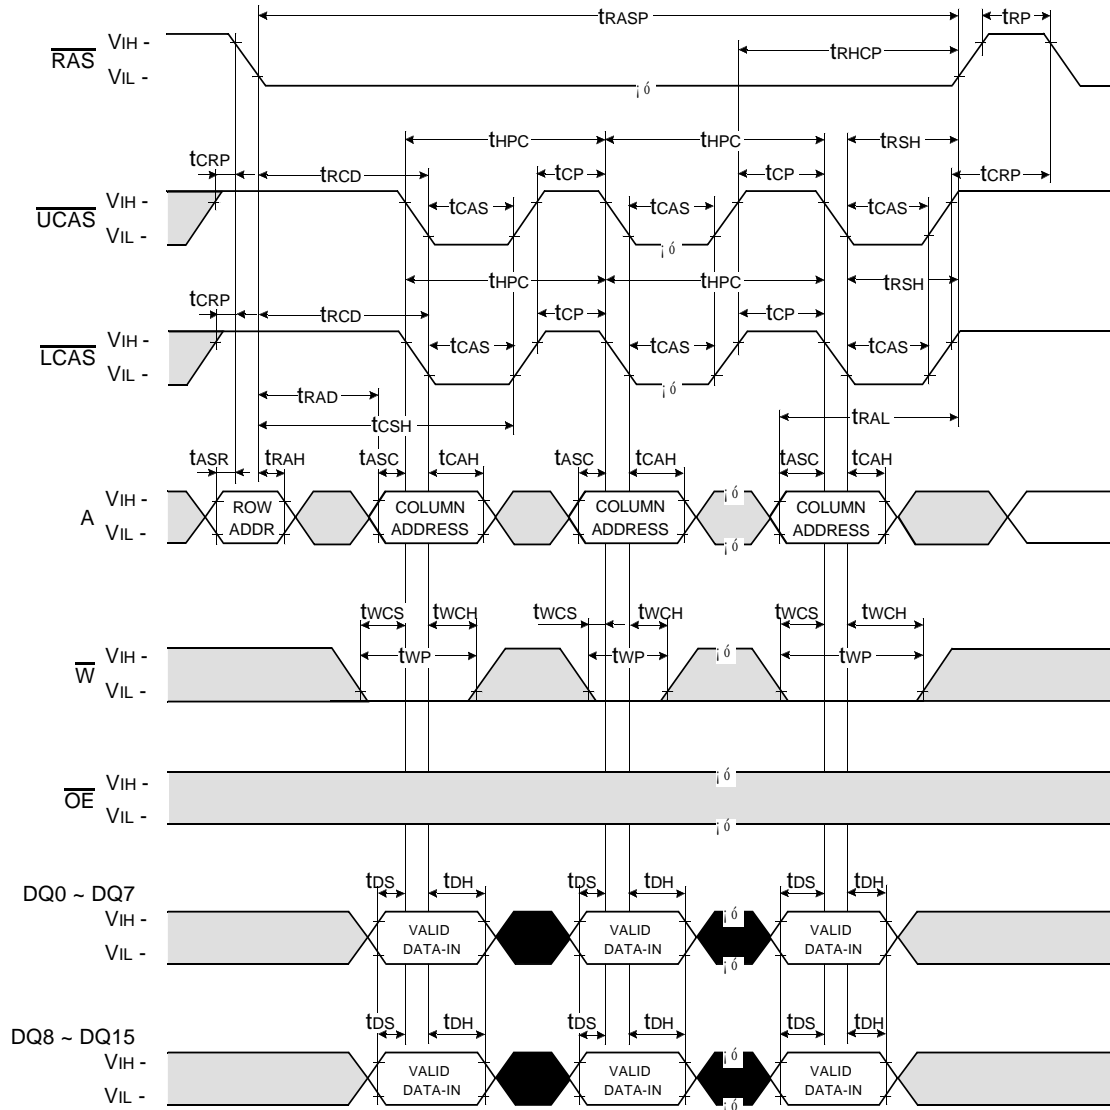 tRASP tRP
RAS VIH - tRHCP
VIL -
¡ ó
tHPC tHPC tRSH
tCRP tRCD tCP tCP tCRP
UCAS VIH - tCAS tCAS tCAS
VIL -
¡ ó
tHPC tHPC tRSH
tCRP tRCD tCP tCP
LCAS VIH - tCAS tCAS tCAS
VIL -
¡ ó
tRAD
tCSH tRAL
tASR tRAH tASC tCAH tASC tCAH tASC tCAH
A VIH - ROW ADDR COLUMN ADDRESS COLUMN ADDRESS ¡ ó COLUMN ADDRESS
VIL - ¡ ó
tWCS tWCH tWCS tWCH tWCS tWCH
W VIH - tWP tWP ¡ ó tWP
VIL -
OE VIH - ¡ ó
VIL - ¡ ó
DQ0 ~ DQ7 tDS tDH tDS tDH tDS tDH
VIH - VALID DATA-IN VALID DATA-IN ¡ ó VALID DATA-IN
VIL - ¡ ó
DQ8 ~ DQ15 tDS tDH tDS tDH tDS tDH
VIH - VALID DATA-IN VALID DATA-IN ¡ ó VALID DATA-IN
VIL - ¡ ó